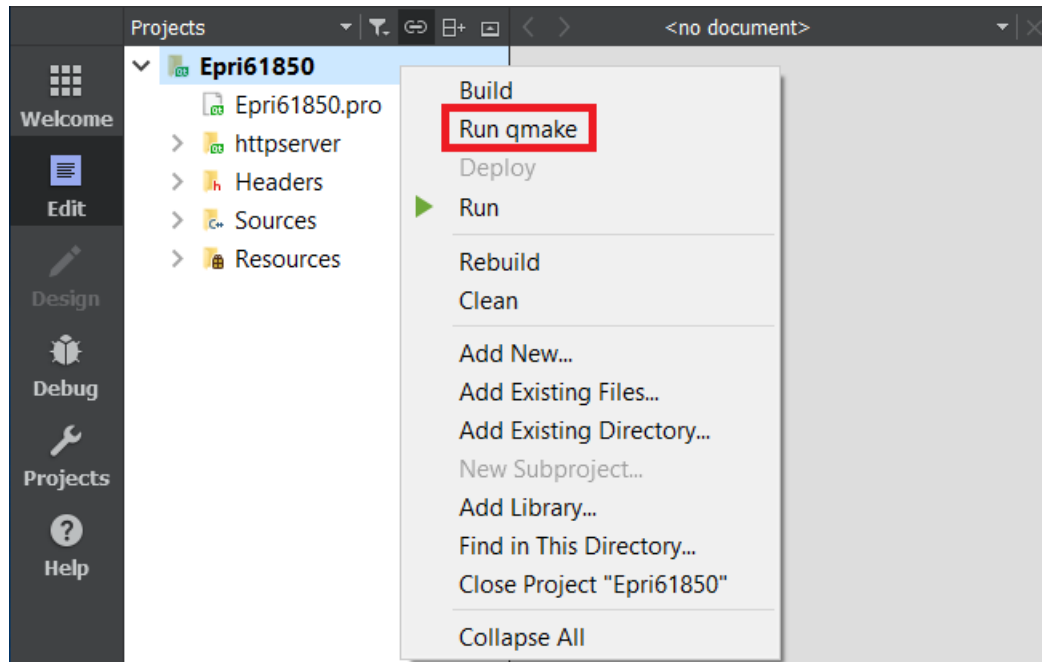 Projects
<no document>
Welcome
Edit
Design
Debug
Projects
Help
Epri61850
Epri61850.pro
httpserver
Headers
Sources
Resources
Build
Run qmake
Deploy
Run
Rebuild
Clean
Add New...
Add Existing Files...
Add Existing Directory...
New Subproject...
Add Library...
Find in This Directory...
Close Project "Epri61850"
Collapse All